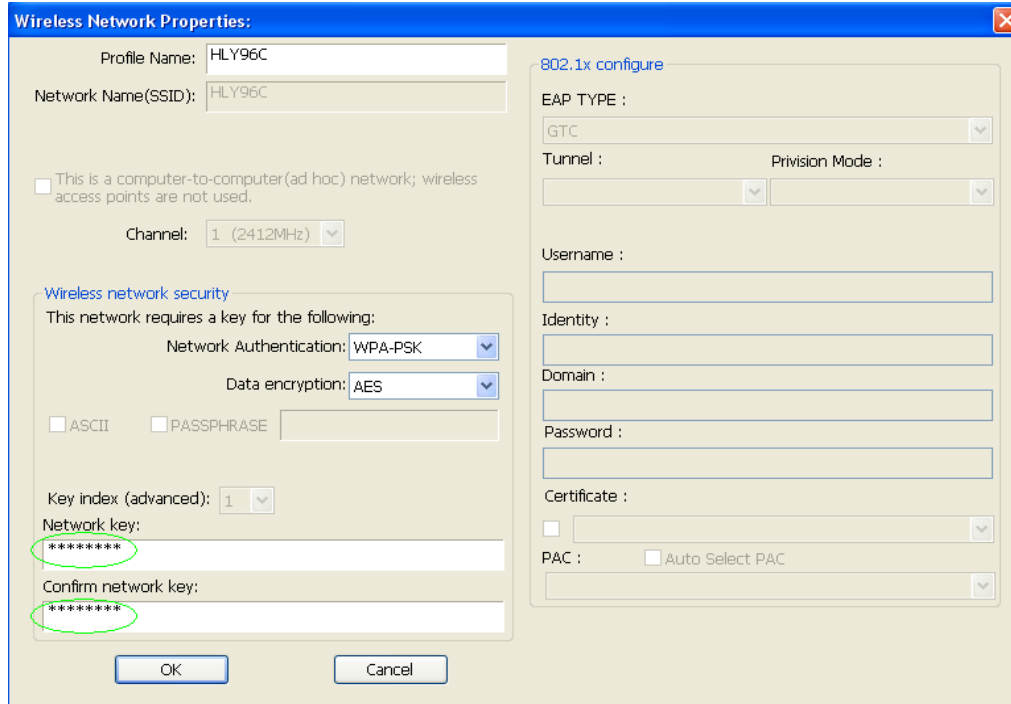 Wireless Network Properties:
Profile Name: HLY96C
Network Name(SSID): HLY96C
This is a computer-to-computer(ad hoc) network; wireless
access points are not used.
Channel: 1 (2412MHz)
Wireless network security
This network requires a key for the following:
Network Authentication: WPA-PSK
Data encryption: AES
ASCII PASSPHRASE
Key index (advanced): 1
Network key:
********
Confirm network key:
********
OK Cancel
802.1x configure
EAP TYPE :
GTC
Tunnel : Privision Mode :
Username :
Identity :
Domain :
Password :
Certificate :
PAC : Auto Select PAC